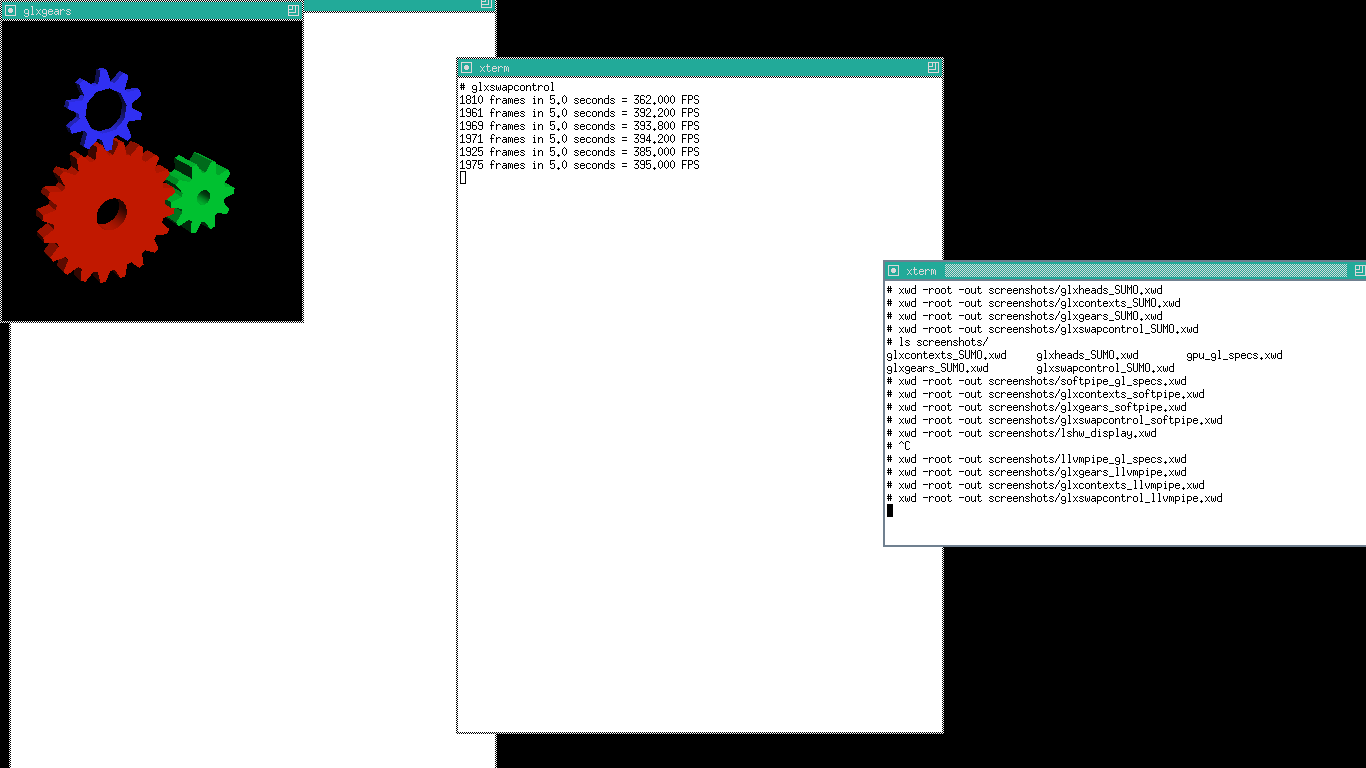 glxgears
xterm
# glxswapcontrol
1810 frames in 5.0 seconds = 362.000 FPS
1961 frames in 5.0 seconds = 392.200 FPS
1969 frames in 5.0 seconds = 393.800 FPS
1971 frames in 5.0 seconds = 394.200 FPS
1925 frames in 5.0 seconds = 385.000 FPS
1975 frames in 5.0 seconds = 395.000 FPS
xterm
# xwd -root -out screenshots/glxheads_SUMO.xwd
# xwd -root -out screenshots/glxcontexts_SUMO.xwd
# xwd -root -out screenshots/glxgears_SUMO.xwd
# xwd -root -out screenshots/glxswapcontrol_SUMO.xwd
# ls screenshots/
glxcontexts_SUMO.xwd     glxheads_SUMO.xwd        gpu_gl_specs.xwd
glxgears_SUMO.xwd        glxswapcontrol_SUMO.xwd
# xwd -root -out screenshots/softpipe_gl_specs.xwd
# xwd -root -out screenshots/glxcontexts_softpipe.xwd
# xwd -root -out screenshots/glxgears_softpipe.xwd
# xwd -root -out screenshots/glxswapcontrol_softpipe.xwd
# xwd -root -out screenshots/lshw_display.xwd
# ^C
# xwd -root -out screenshots/llvmpipe_gl_specs.xwd
# xwd -root -out screenshots/glxgears_llvmpipe.xwd
# xwd -root -out screenshots/glxcontexts_llvmpipe.xwd
# xwd -root -out screenshots/glxswapcontrol_llvmpipe.xwd